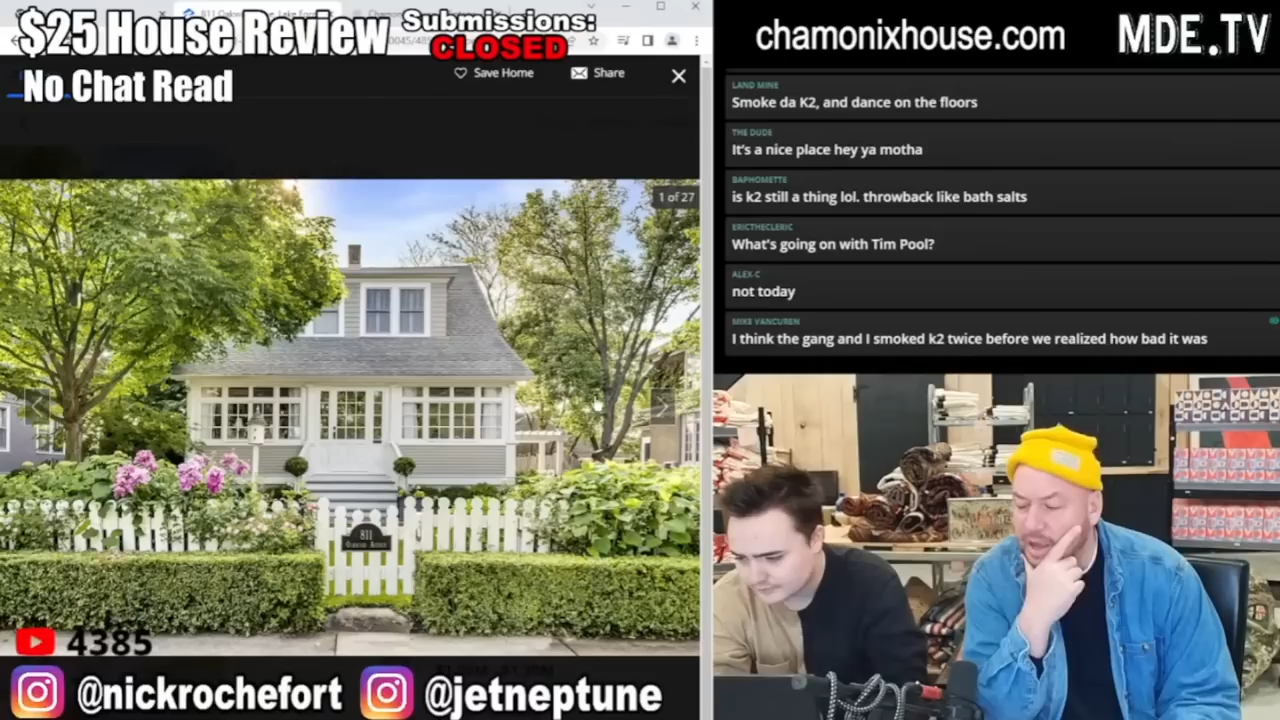 $25 House Review
No Chat Read
Submissions:
CLOSED
Save Home
Share
1 of 27
811
4385
@nickrochefort
@jetneptune
chamonixhouse.com
MDE.TV
LAND MINE
Smoke da K2, and dance on the floors
THE DUDE
It's a nice place hey ya motha
BAPHOMETTE
is k2 still a thing lol. throwback like bath salts
ERICTHECLERIC
What's going on with Tim Pool?
ALEX-C
not today
MIKE VANCUREN
I think the gang and I smoked k2 twice before we realized how bad it was